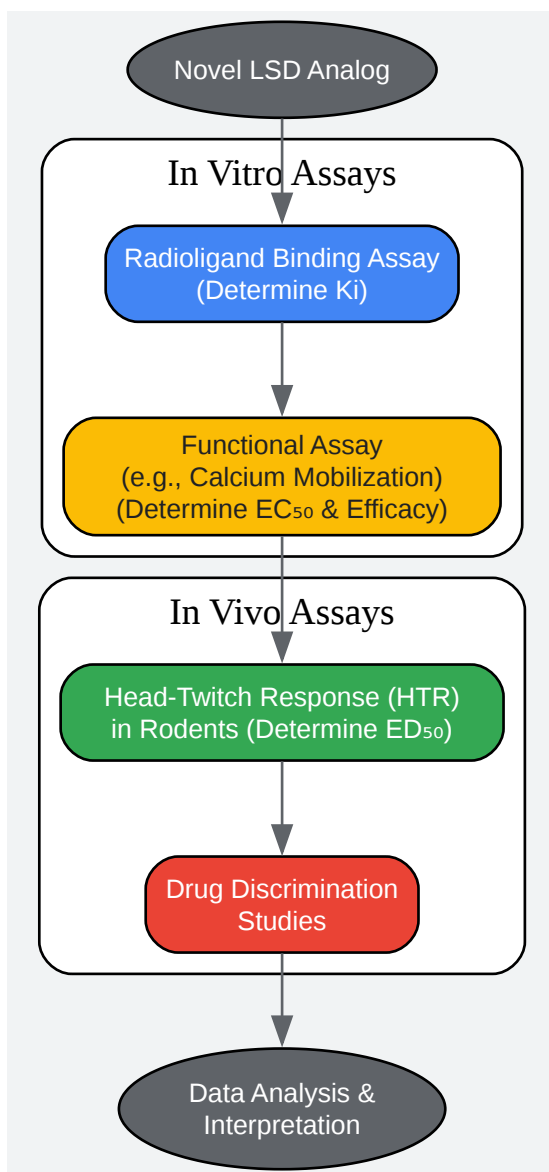 Novel LSD Analog
In Vitro Assays
Radioligand Binding Assay
(Determine Ki)
Functional Assay
(e.g., Calcium Mobilization)
(Determine EC₅₀ & Efficacy)
In Vivo Assays
Head-Twitch Response (HTR)
in Rodents (Determine ED₅₀)
Drug Discrimination
Studies
Data Analysis &
Interpretation